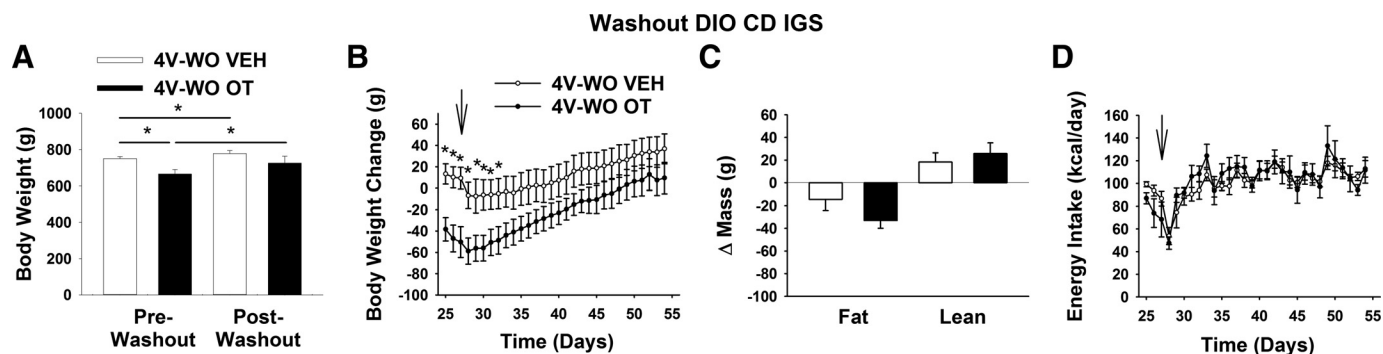 Washout DIO CD IGS
A
4V-WO VEH
4V-WO OT
*
*
*
Body Weight (g)
1000
800
600
400
200
0
Pre-
Washout
Post-
Washout
B
4V-WO VEH
4V-WO OT
Body Weight Change (g)
60
40
20
0
-20
-40
-60
-80
-100
* * * * * * * *
25 30 35 40 45 50 55
Time (Days)
C
Δ Mass (g)
60
40
20
0
-20
-40
-60
-80
-100
Fat Lean
D
Energy Intake (kcal/day)
160
140
120
100
80
60
40
20
0
25 30 35 40 45 50 55
Time (Days)